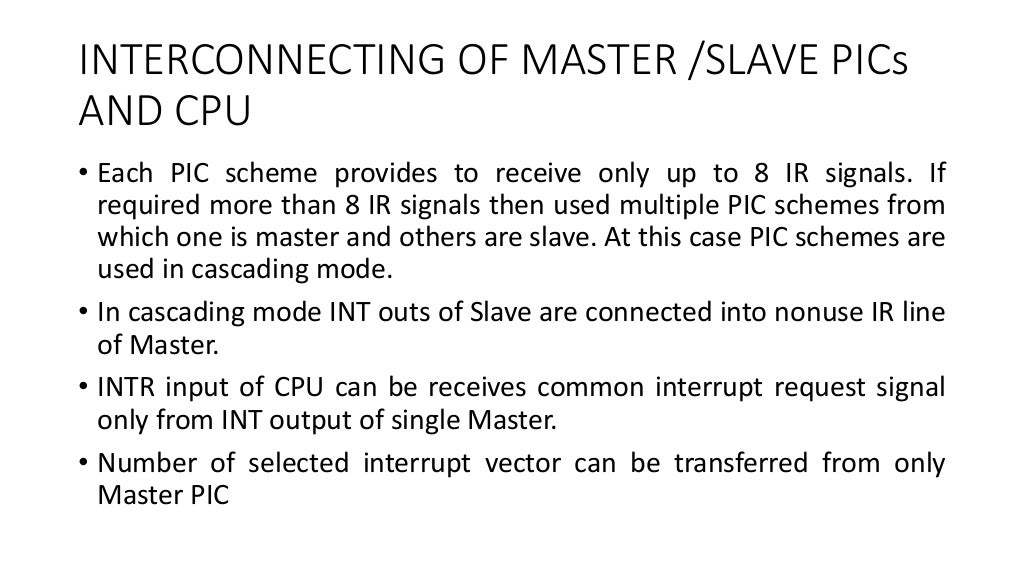 INTERCONNECTING OF MASTER /SLAVE PICs
AND CPU
• Each PIC scheme provides to receive only up to 8 IR signals. If
required more than 8 IR signals then used multiple PIC schemes from
which one is master and others are slave. At this case PIC schemes are
used in cascading mode.
• In cascading mode INT outs of Slave are connected into nonuse IR line
of Master.
• INTR input of CPU can be receives common interrupt request signal
only from INT output of single Master.
• Number of selected interrupt vector can be transferred from only
Master PIC